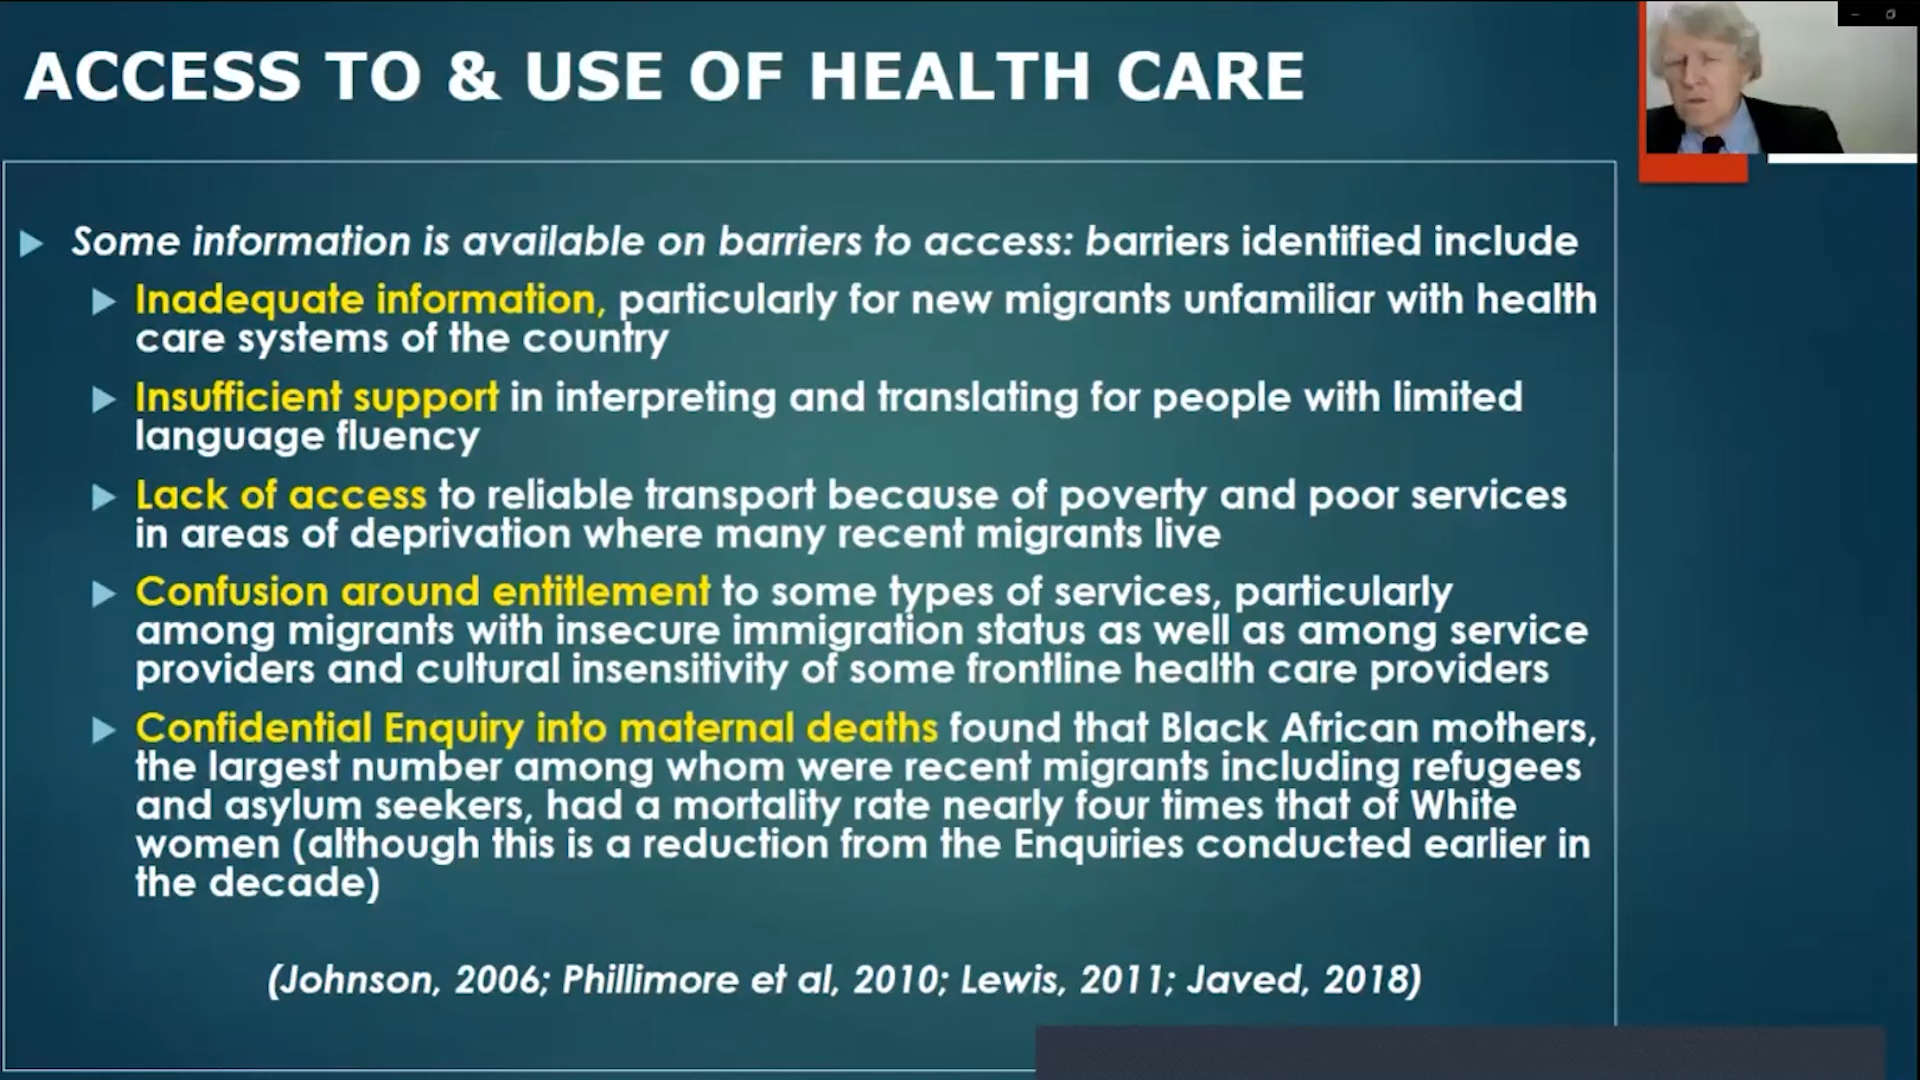 ACCESS TO & USE OF HEALTH CARE
Some information is available on barriers to access: barriers identified include
Inadequate information, particularly for new migrants unfamiliar with health
care systems of the country
Insufficient support in interpreting and translating for people with limited
language fluency
Lack of access to reliable transport because of poverty and poor services
in areas of deprivation where many recent migrants live
Confusion around entitlement to some types of services, particularly
among migrants with insecure immigration status as well as among service
providers and cultural insensitivity of some frontline health care providers
Confidential Enquiry into maternal deaths found that Black African mothers,
the largest number among whom were recent migrants including refugees
and asylum seekers, had a mortality rate nearly four times that of White
women (although this is a reduction from the Enquiries conducted earlier in
the decade)
(Johnson, 2006; Phillimore et al, 2010; Lewis, 2011; Javed, 2018)